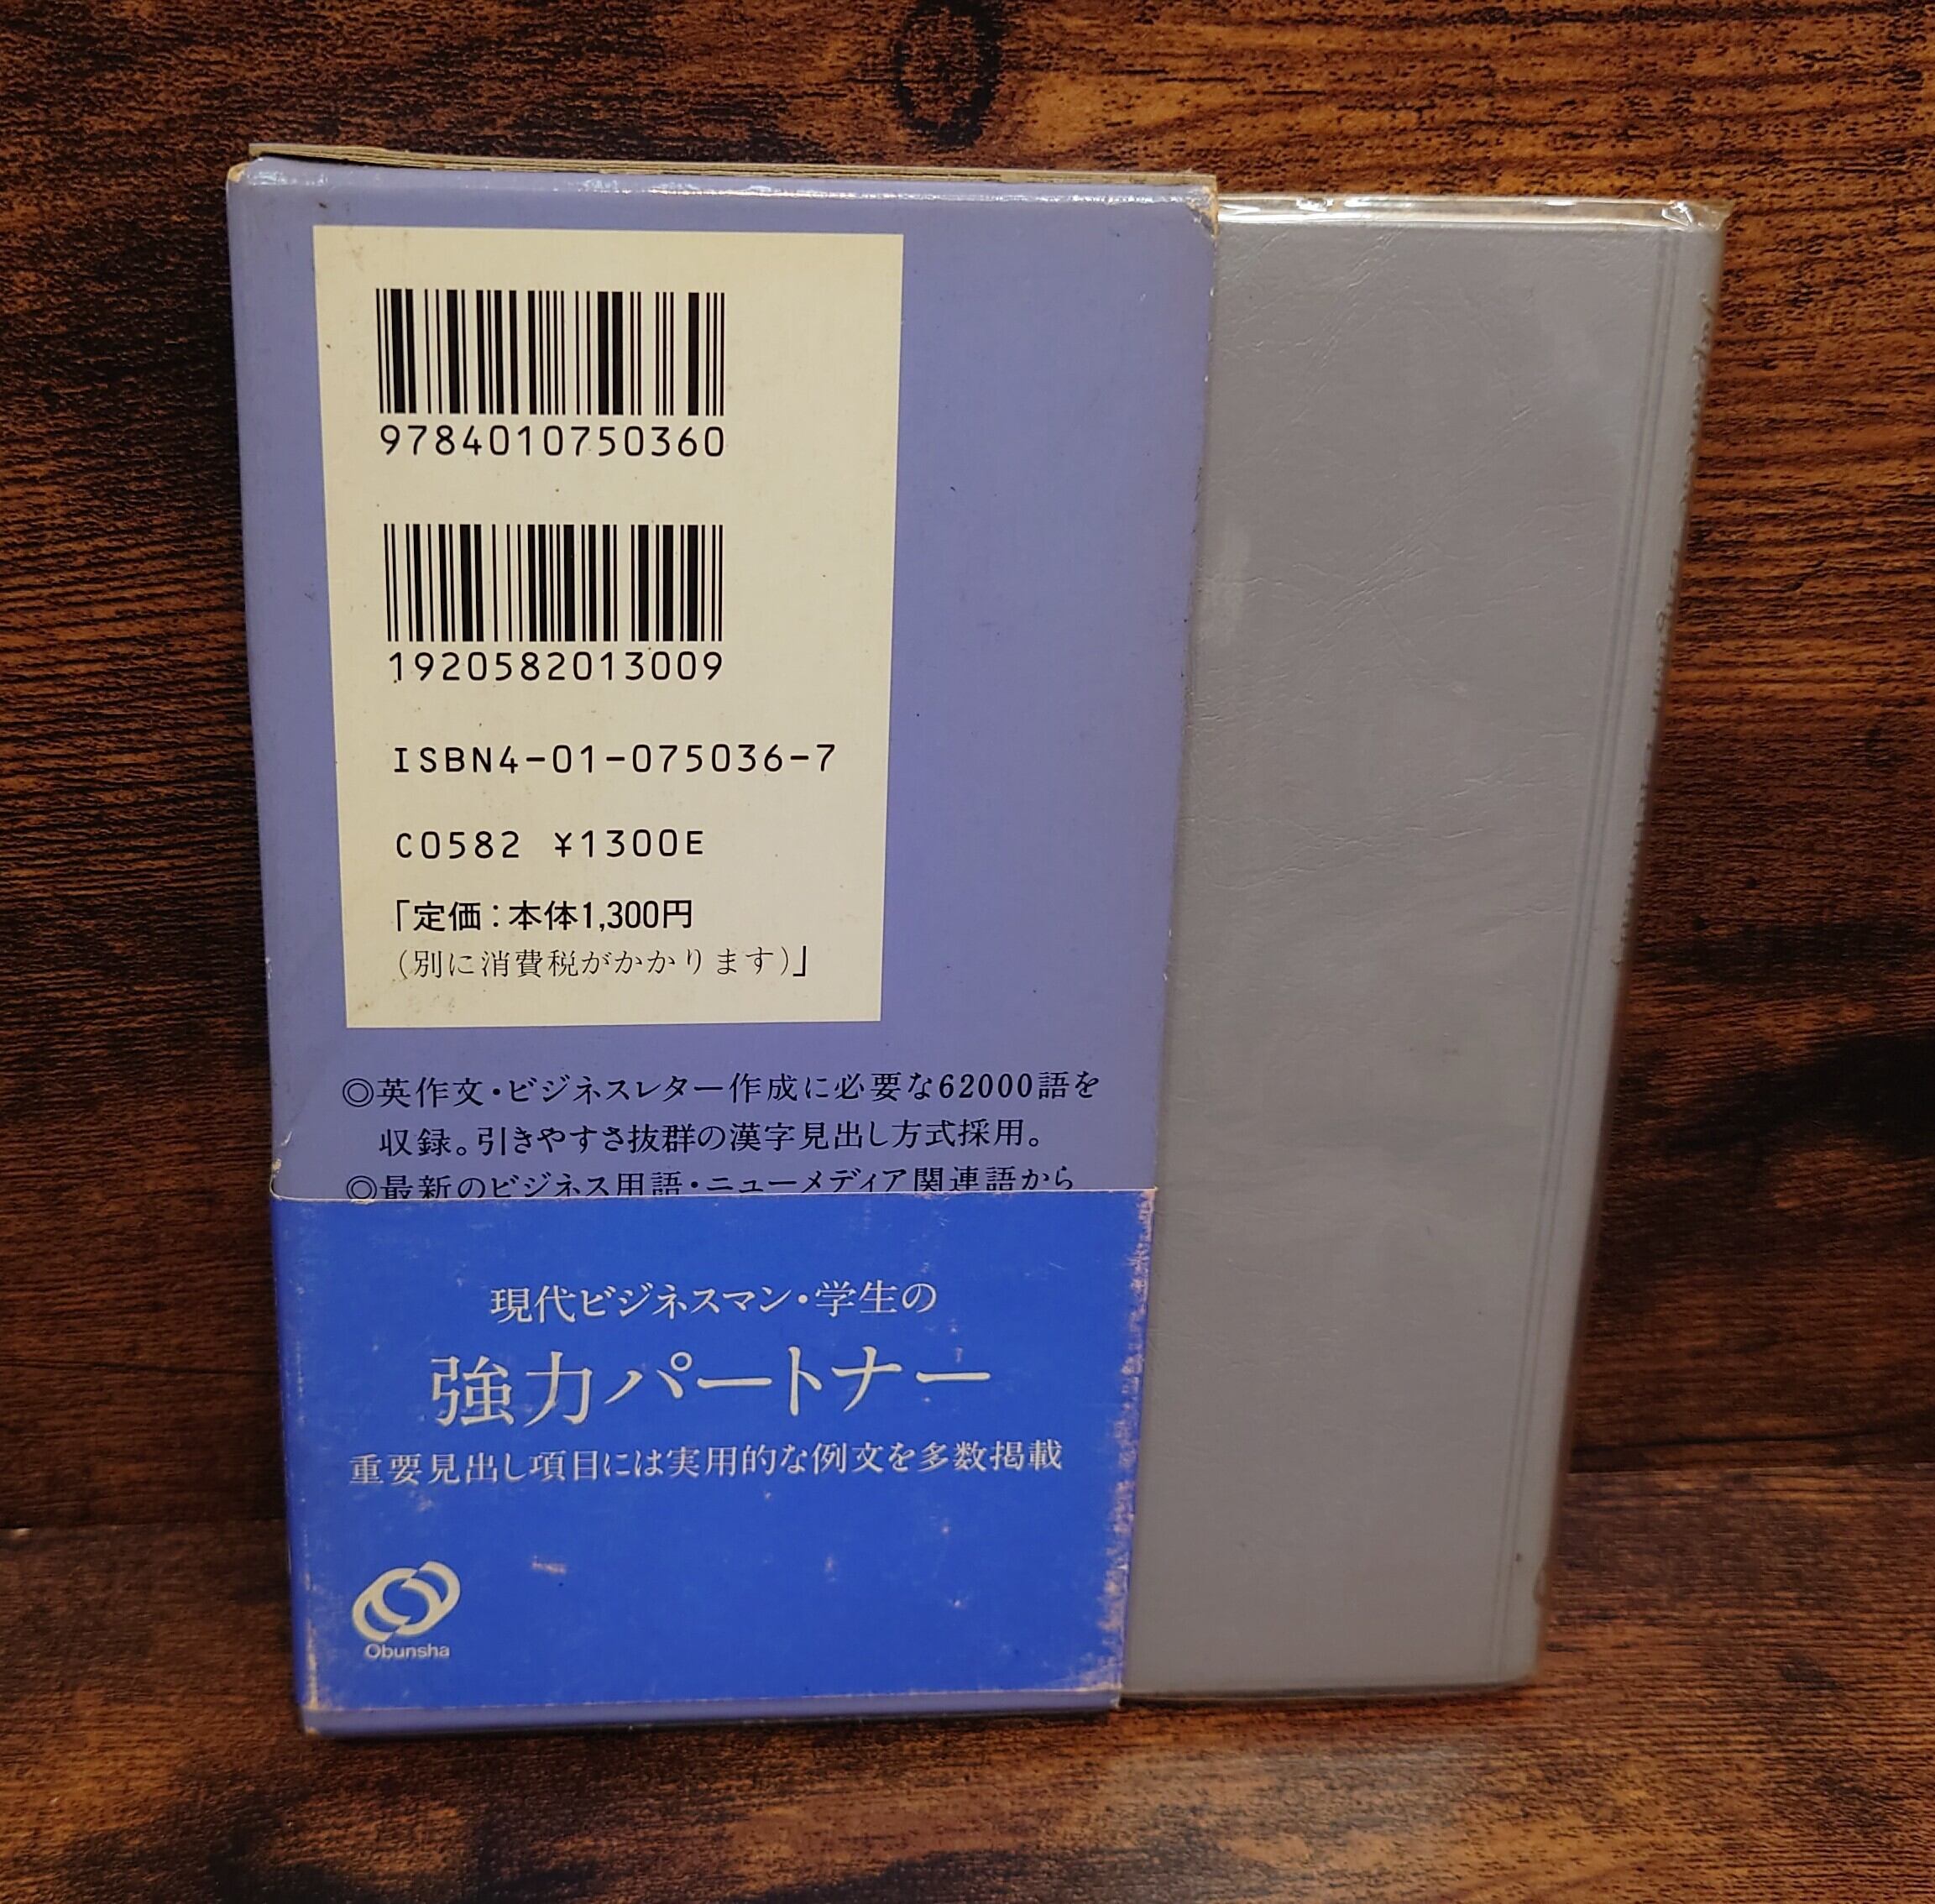 9784010750360
1920582013009
ISBN4-01-075036-7
C0582 ¥1300E
「定価：本体1,300円
（別に消費税がかかります）」
◎英作文・ビジネスレター作成に必要な62000語を
収録。引きやすさ抜群の漢字見出し方式採用。
◎最新のビジネス用語・ニューメディア関連語から
現代ビジネスマン・学生の
強力パートナー
重要見出し項目には実用的な例文を多数掲載
Obunsha